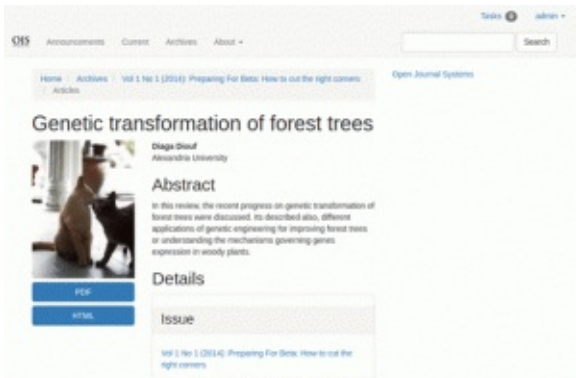 Tasks 0 admin
OJS Announcements Current Archives About Search
Home / Archives / Vol 1 No 1 (2014): Preparing For Beta: How to cut the right corners
/ Articles
Open Journal Systems
Genetic transformation of forest trees
Diaga Diouf
Alexandria University
Abstract
In this review, the recent progress on genetic transformation of
forest trees were discussed. Its described also, different
applications of genetic engineering for improving forest trees
or understanding the mechanisms governing genes
expression in woody plants.
PDF
HTML
Details
Issue
Vol 1 No 1 (2014): Preparing For Beta: How to cut the
right corners